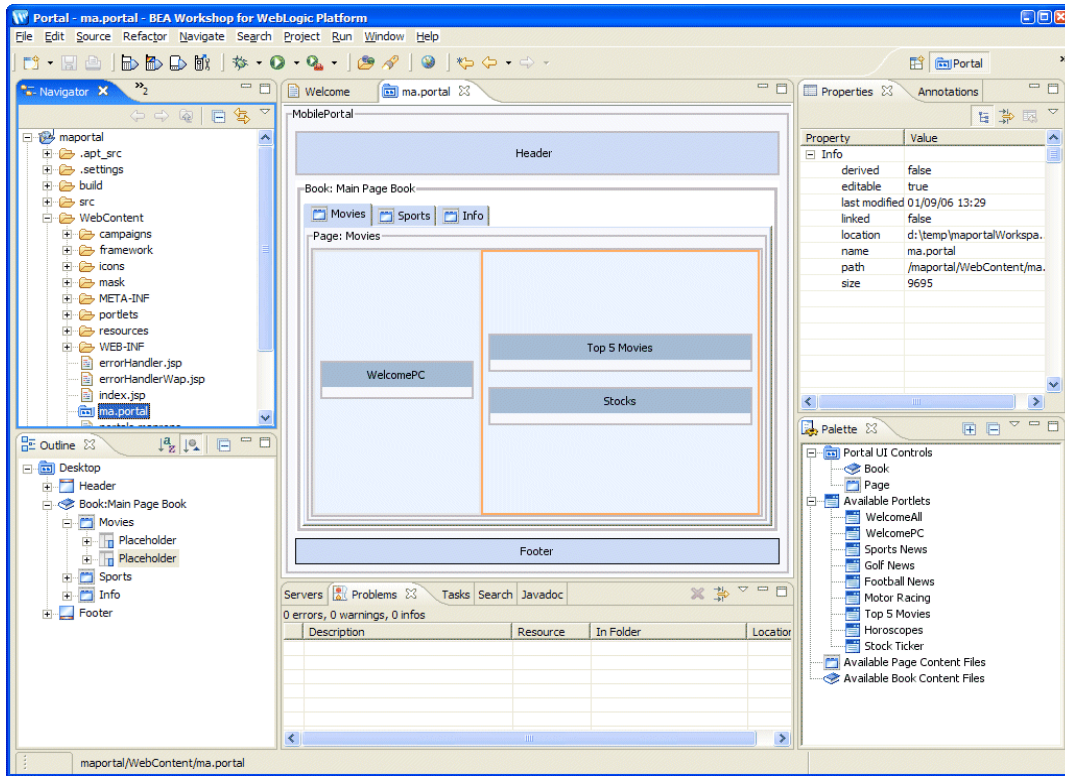 Portal - ma.portal - BEA Workshop for WebLogic Platform
File Edit Source Refactor Navigate Search Project Run Window Help
Portal
Navigator
2
maportal
.apt_src
.settings
build
src
WebContent
campaigns
framework
icons
mask
META-INF
portlets
resources
WEB-INF
errorHandler.jsp
errorHandlerWap.jsp
index.jsp
ma.portal
Outline
Desktop
Header
Book:Main Page Book
Movies
Placeholder
Placeholder
Sports
Info
Footer
Welcome ma.portal
MobilePortal
Header
Book: Main Page Book
Movies Sports Info
Page: Movies
WelcomePC
Top 5 Movies
Stocks
Footer
Servers Problems Tasks Search Javadoc
0 errors, 0 warnings, 0 infos
Description Resource In Folder Location
Properties Annotations
Property Value
Info
derived false
editable true
last modified 01/09/06 13:29
linked false
location d:\temp\maportalWorkspa..
name ma.portal
path /maportal/WebContent/ma.
size 9695
Palette
Portal UI Controls
Book
Page
Available Portlets
WelcomeAll
WelcomePC
Sports News
Golf News
Football News
Motor Racing
Top 5 Movies
Horoscopes
Stock Ticker
Available Page Content Files
Available Book Content Files
maportal/WebContent/ma.portal